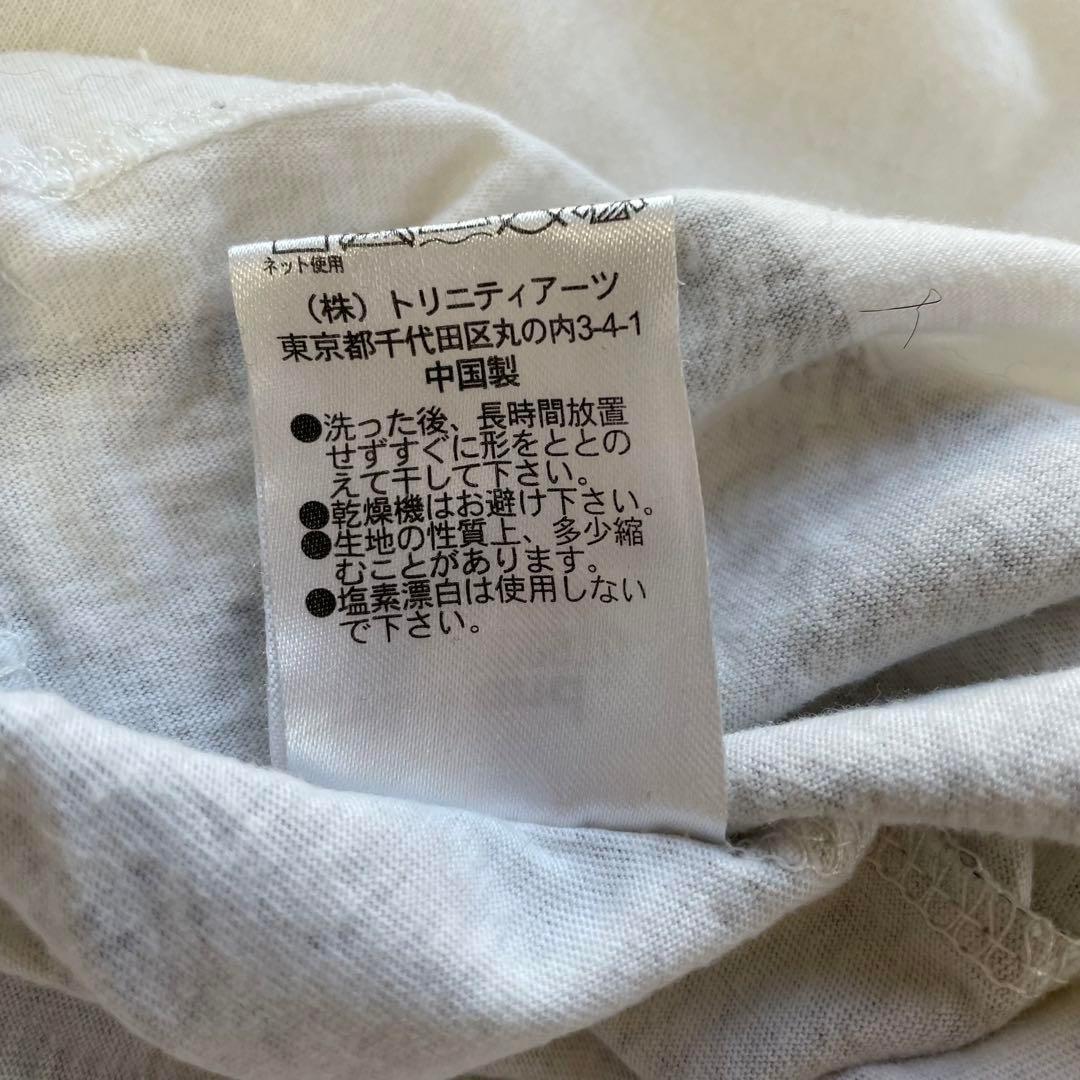 ネット使用
(株)トリニティアーツ
東京都千代田区丸の内3-4-1
中国製
●洗った後、長時間放置
せずすぐに形をととの
えて干して下さい。
●乾燥機はお避け下さい。
●生地の性質上、多少縮
むことがあります。
●塩素漂白は使用しない
で下さい。